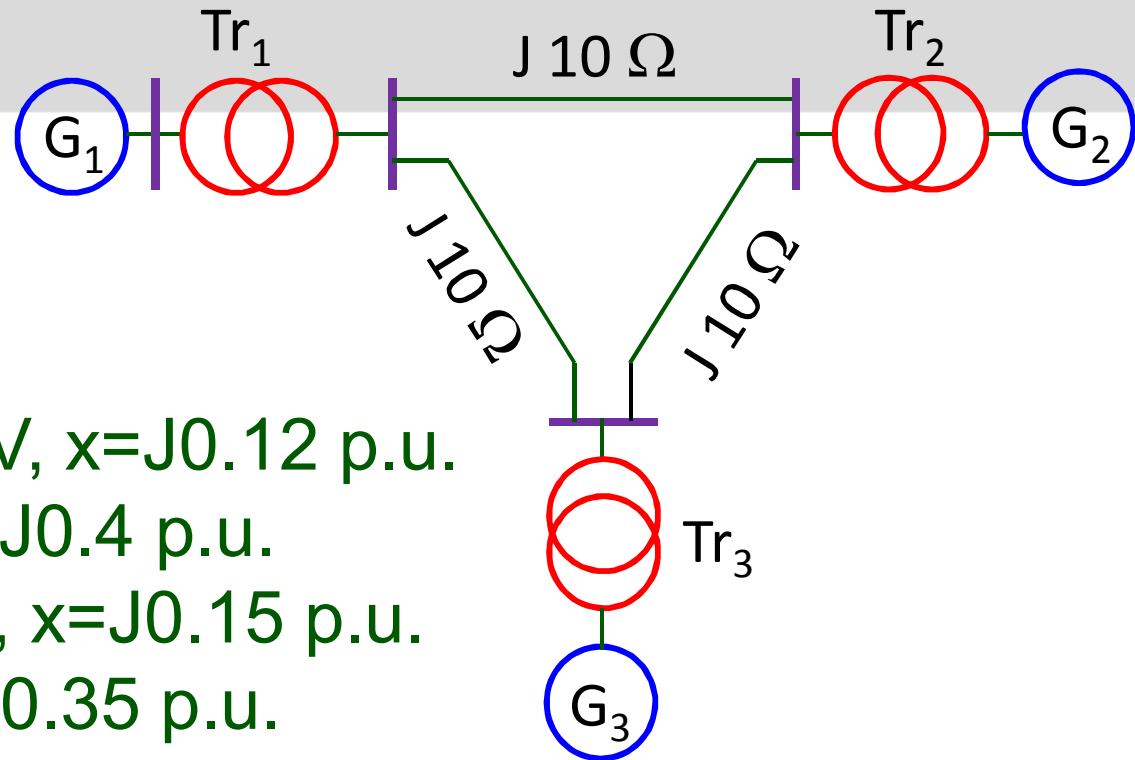 Tr₁
J 10 Ω
Tr₂
G₁
G₂
J 10 Ω
J 10 Ω
V, x=J0.12 p.u.
J0.4 p.u.
, x=J0.15 p.u.
0.35 p.u.
Tr₃
G₃